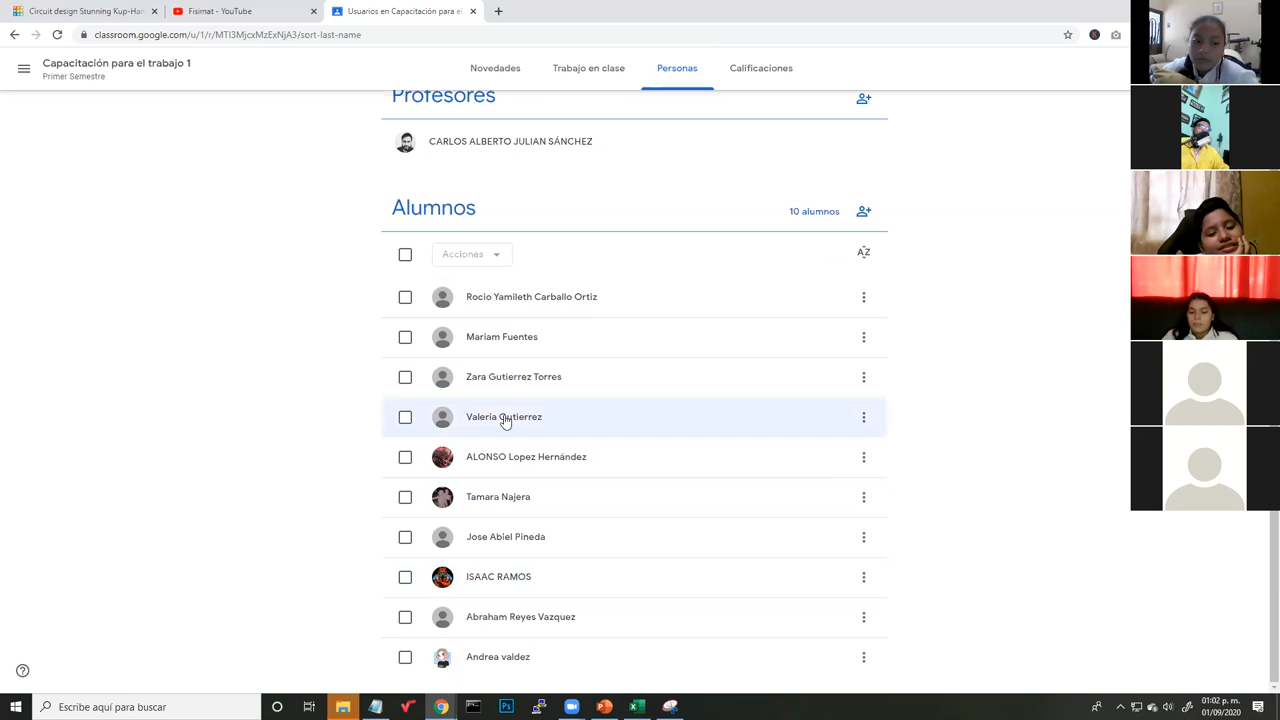 Circuit design Stunning Kup-Ha
Fisimat - YouTube
Usuarios en Capacitación para el
classroom.google.com/u/1/r/MTI3MjcxMzExNjA3/sort-last-name
Capacitación para el trabajo 1
Primer Semestre
Novedades
Trabajo en clase
Personas
Calificaciones
Profesores
CARLOS ALBERTO JULIAN SÁNCHEZ
Alumnos
10 alumnos
Acciones
AZ
Rocio Yamileth Carballo Ortiz
Mariam Fuentes
Zara Gutierrez Torres
Valeria Gutierrez
ALONSO Lopez Hernández
Tamara Najera
Jose Abiel Pineda
ISAAC RAMOS
Abraham Reyes Vazquez
Andrea valdez
Escribe aquí para buscar
01:02 p. m.
01/09/2020